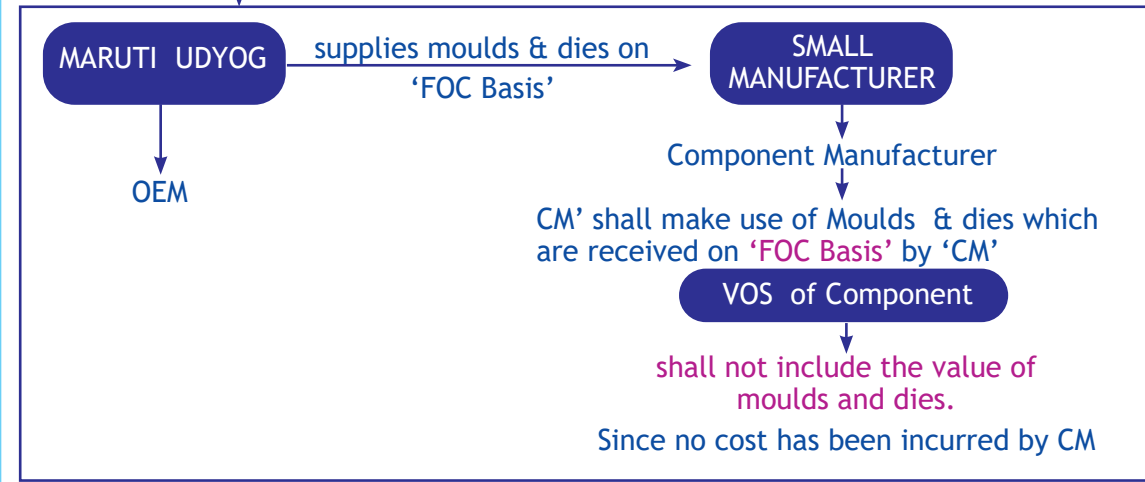 MARUTI UDYOG
supplies moulds & dies on
‘FOC Basis’
SMALL
MANUFACTURER
OEM
Component Manufacturer
CM’ shall make use of Moulds & dies which
are received on ‘FOC Basis’ by ‘CM’
VOS of Component
shall not include the value of
moulds and dies.
Since no cost has been incurred by CM